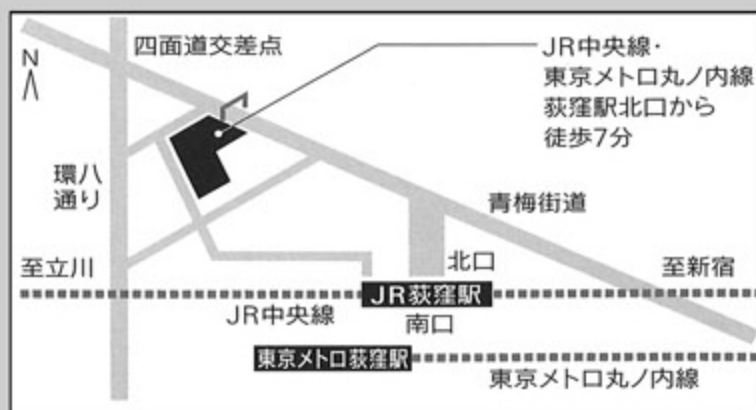 N
四面道交差点
JR中央線・
東京メトロ丸ノ内線
荻窪駅北口から
徒歩7分
環八
通り
青梅街道
北口
至立川
至新宿
JR荻窪駅
JR中央線
南口
東京メトロ荻窪駅
東京メトロ丸ノ内線